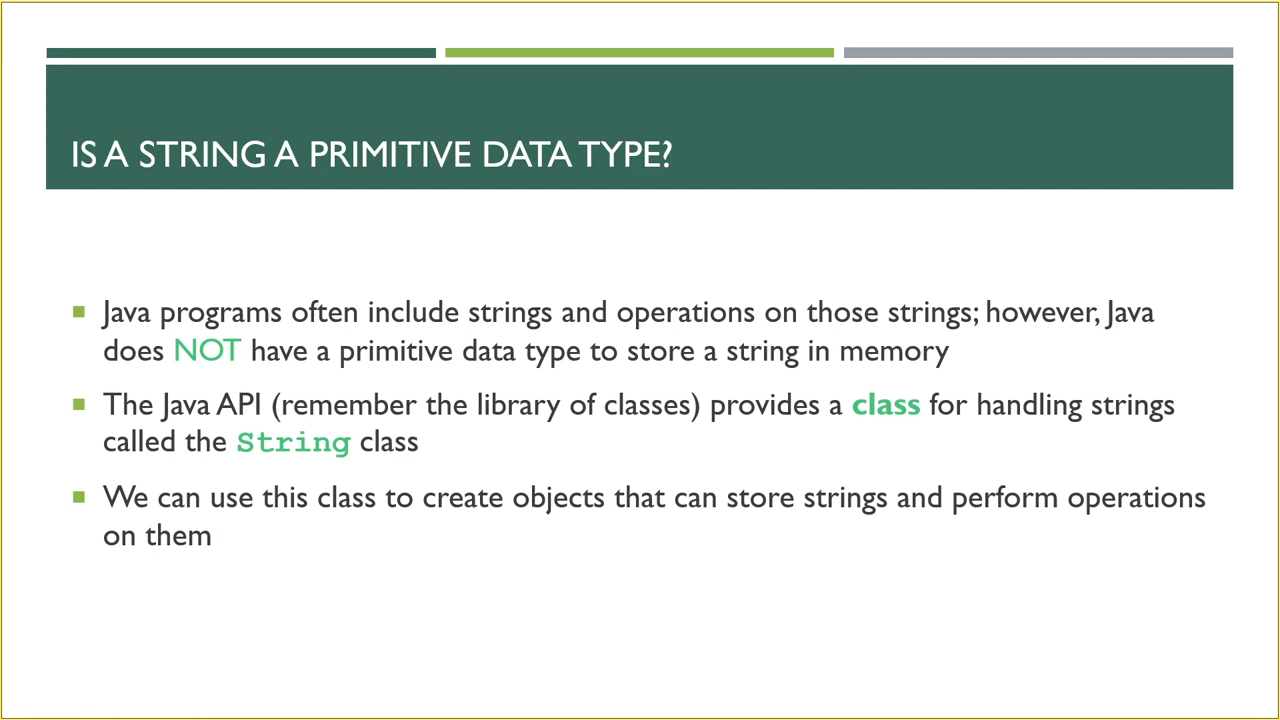 IS A STRING A PRIMITIVE DATA TYPE?
Java programs often include strings and operations on those strings; however, Java
does NOT have a primitive data type to store a string in memory
The Java API (remember the library of classes) provides a class for handling strings
called the String class
We can use this class to create objects that can store strings and perform operations
on them